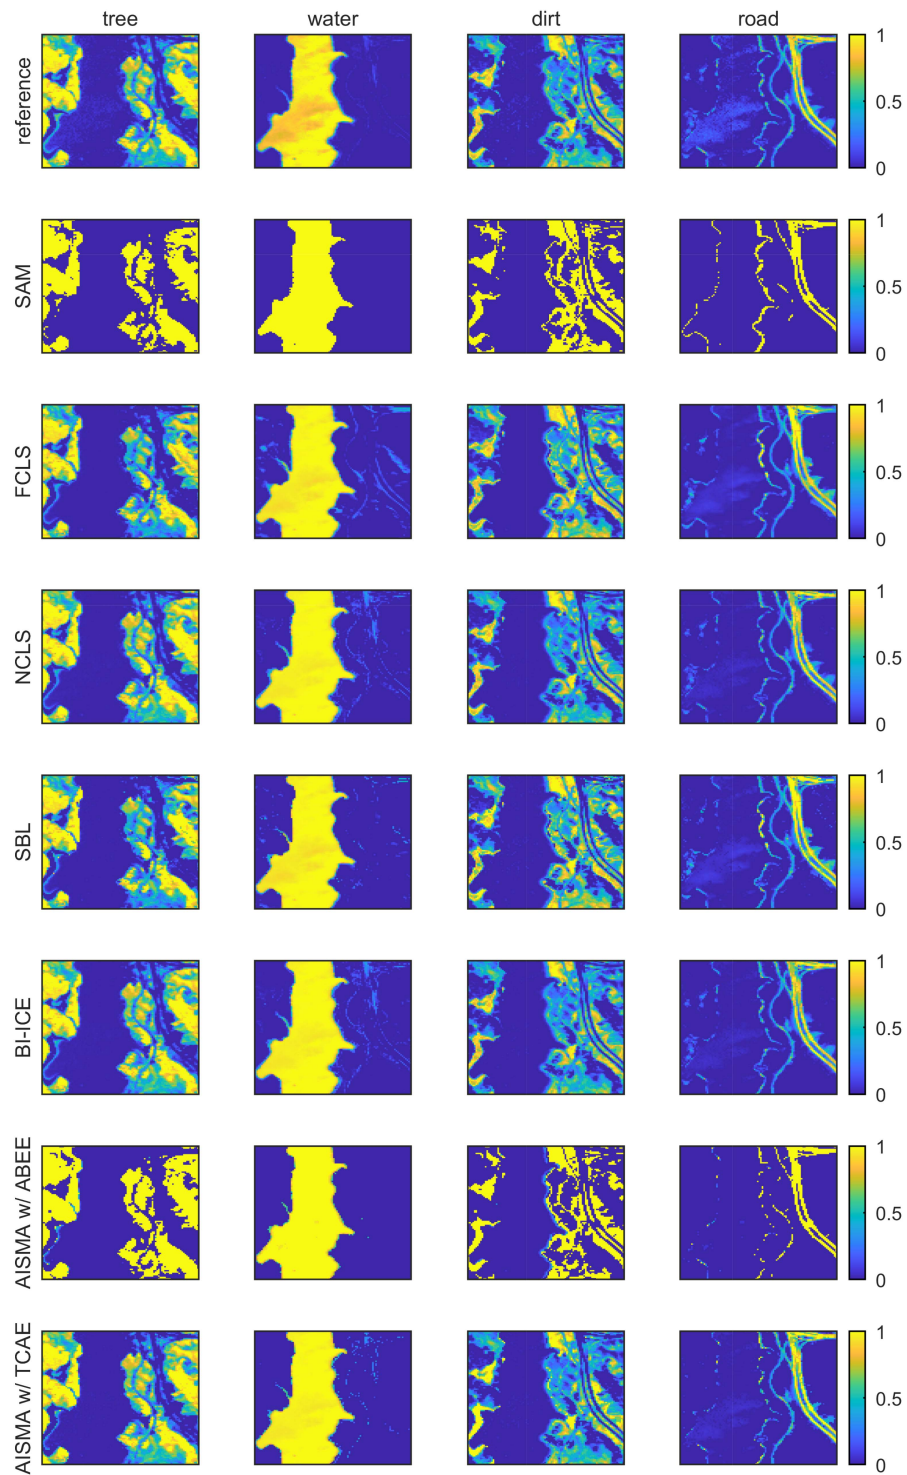 tree water dirt road
reference
1
0.5
0
SAM
1
0.5
0
FCLS
1
0.5
0
NCLS
1
0.5
0
SBL
1
0.5
0
BI-ICE
1
0.5
0
AISMA w/ ABEE
1
0.5
0
AISMA w/ TCAE
1
0.5
0